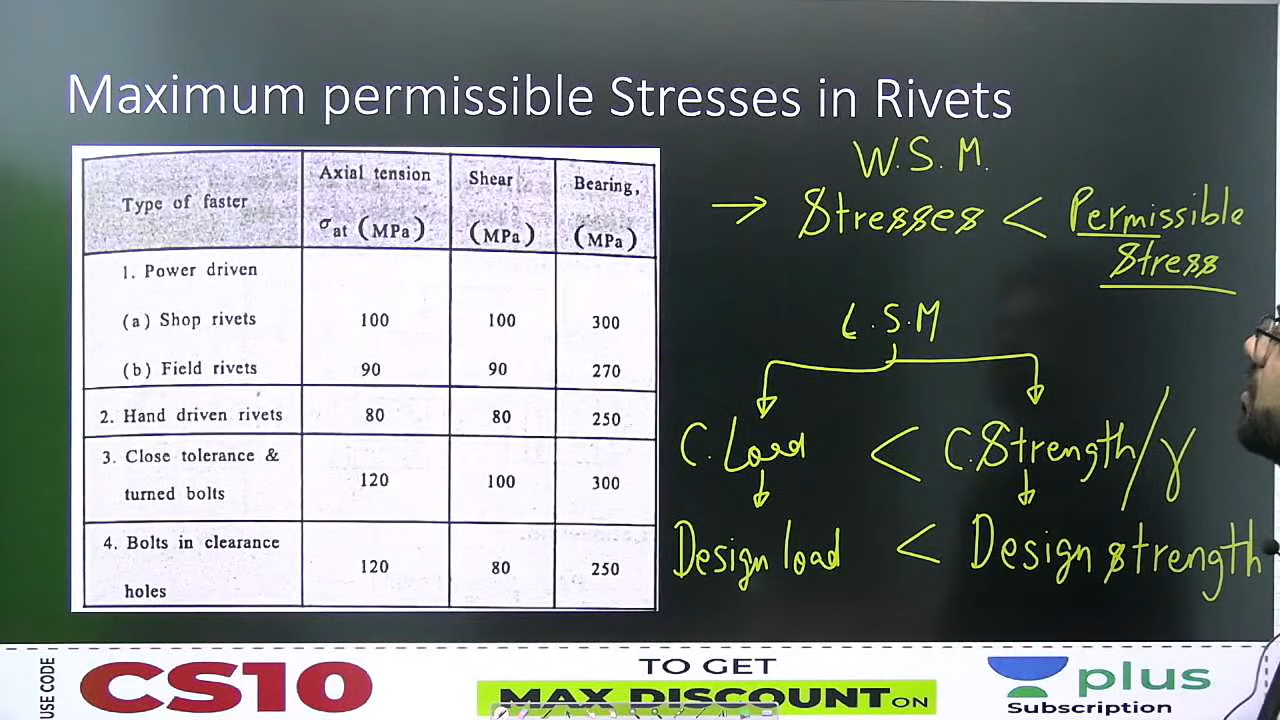 Maximum permissible Stresses in Rivets
Type of faster
Axial tension
σat (MPa)
Shear
(MPa)
Bearing,
(MPa)
1. Power driven
(a) Shop rivets 100 100 300
(b) Field rivets 90 90 270
2. Hand driven rivets 80 80 250
3. Close tolerance &
turned bolts
120 100 300
4. Bolts in clearance
holes
120 80 250
W.S.M.
→ Stresses < Permissible
Stress
L.S.M
C.Load < C.Strength/γ
Design load < Design strength
USE CODE
CS10
TO GET
MAX DISCOUNT ON
plus
Subscription